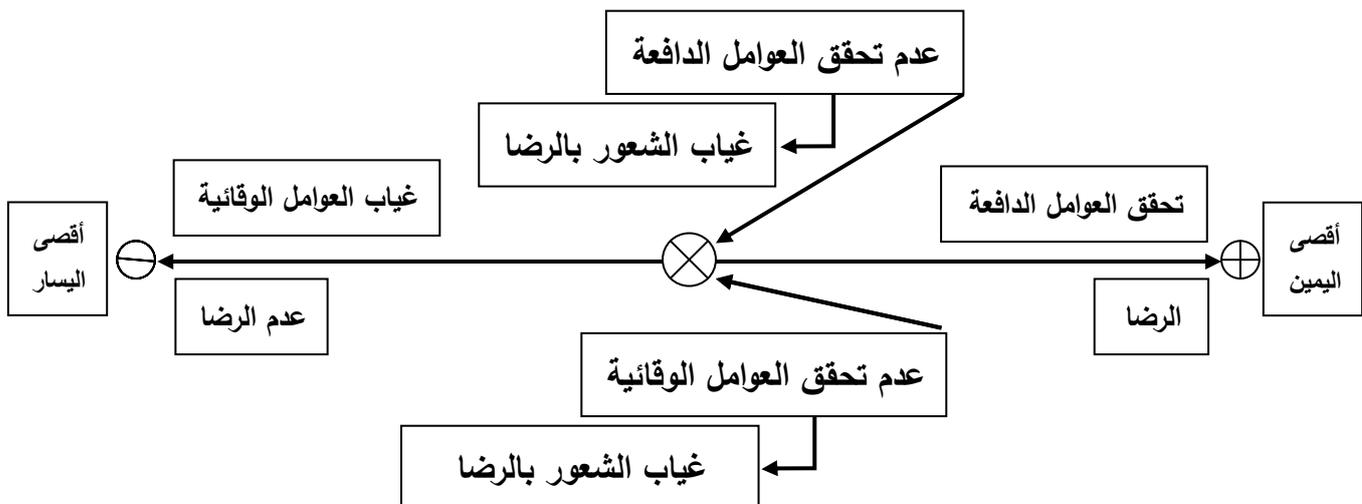 عدم تحقق العوامل الدافعة
غياب الشعور بالرضا
تحقق العوامل الدافعة
غياب العوامل الوقائية
أقصى
اليمين
أقصى
اليسار
الرضا
عدم الرضا
عدم تحقق العوامل الوقائية
غياب الشعور بالرضا